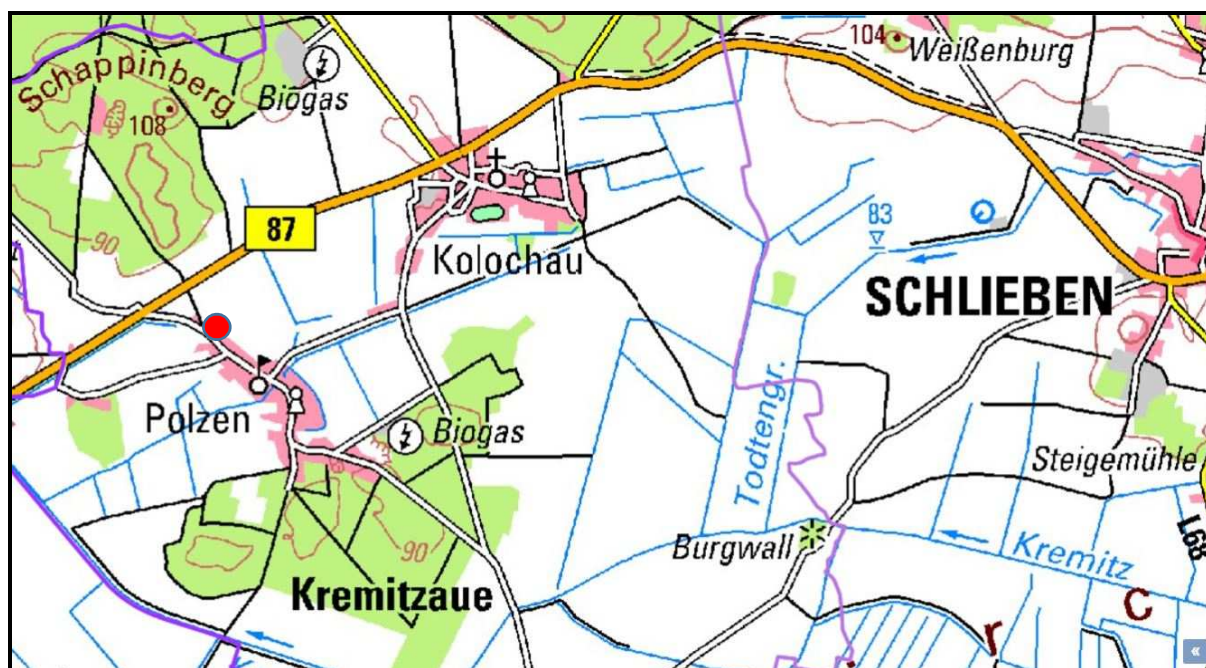 Schappinberg
108
Biogas
104
Weißenburg
90
87
Kolochau
83
SCHLIEBEN
Polzen
Biogas
Todtengr.
Steigemühle
Burgwall
90
Kremitz
L68
Kremitzaue
r
C
«